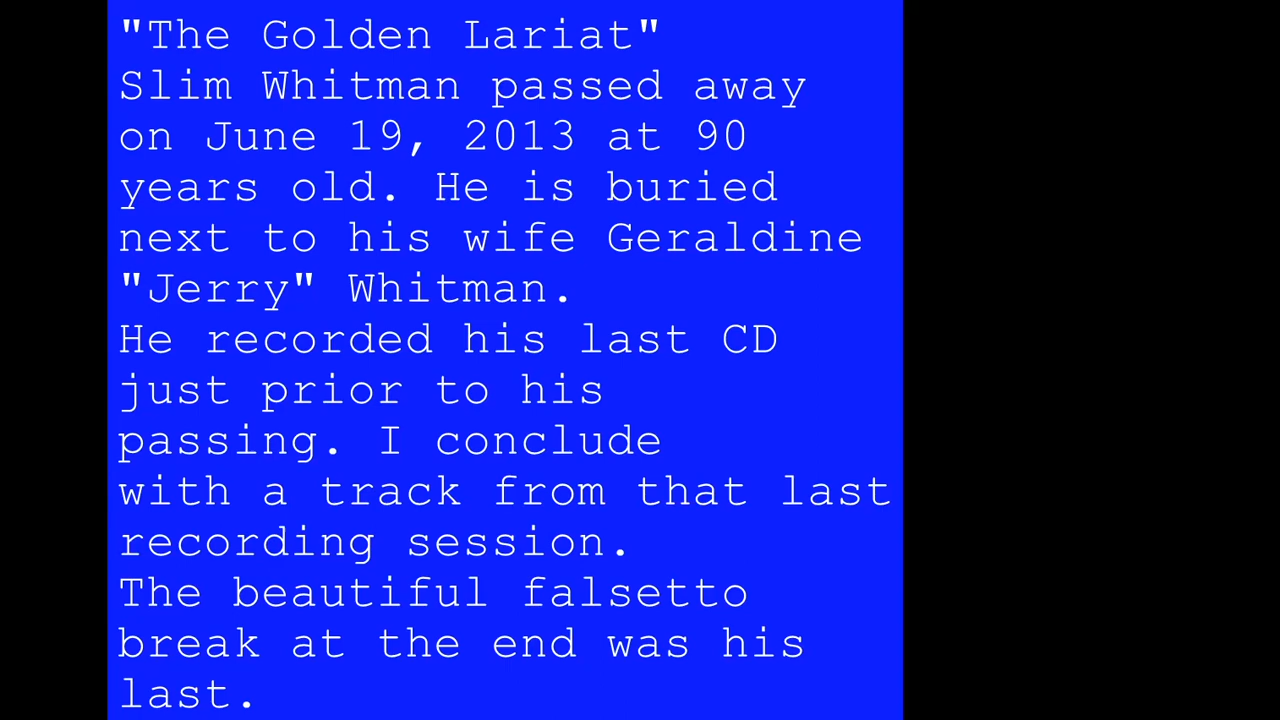 "The Golden Lariat"
Slim Whitman passed away
on June 19, 2013 at 90
years old. He is buried
next to his wife Geraldine
"Jerry" Whitman.
He recorded his last CD
just prior to his
passing. I conclude
with a track from that last
recording session.
The beautiful falsetto
break at the end was his
last.